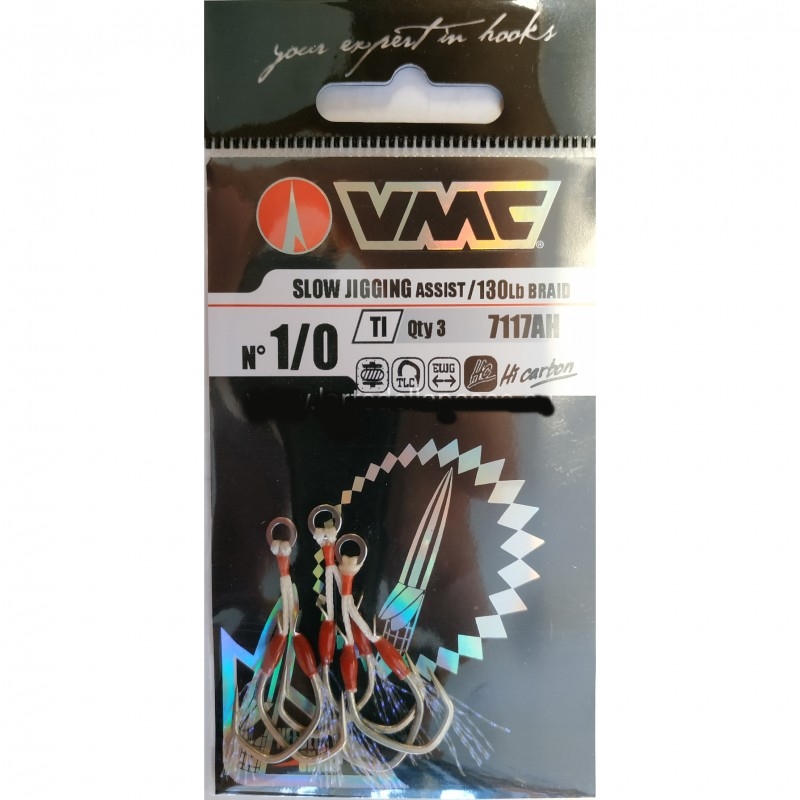 your expert in hooks
VMC®
SLOW JIGGING ASSIST/130Lb BRAID
N° 1/0 TI Qty 3 7117AH
TLC EWG Hi carbon